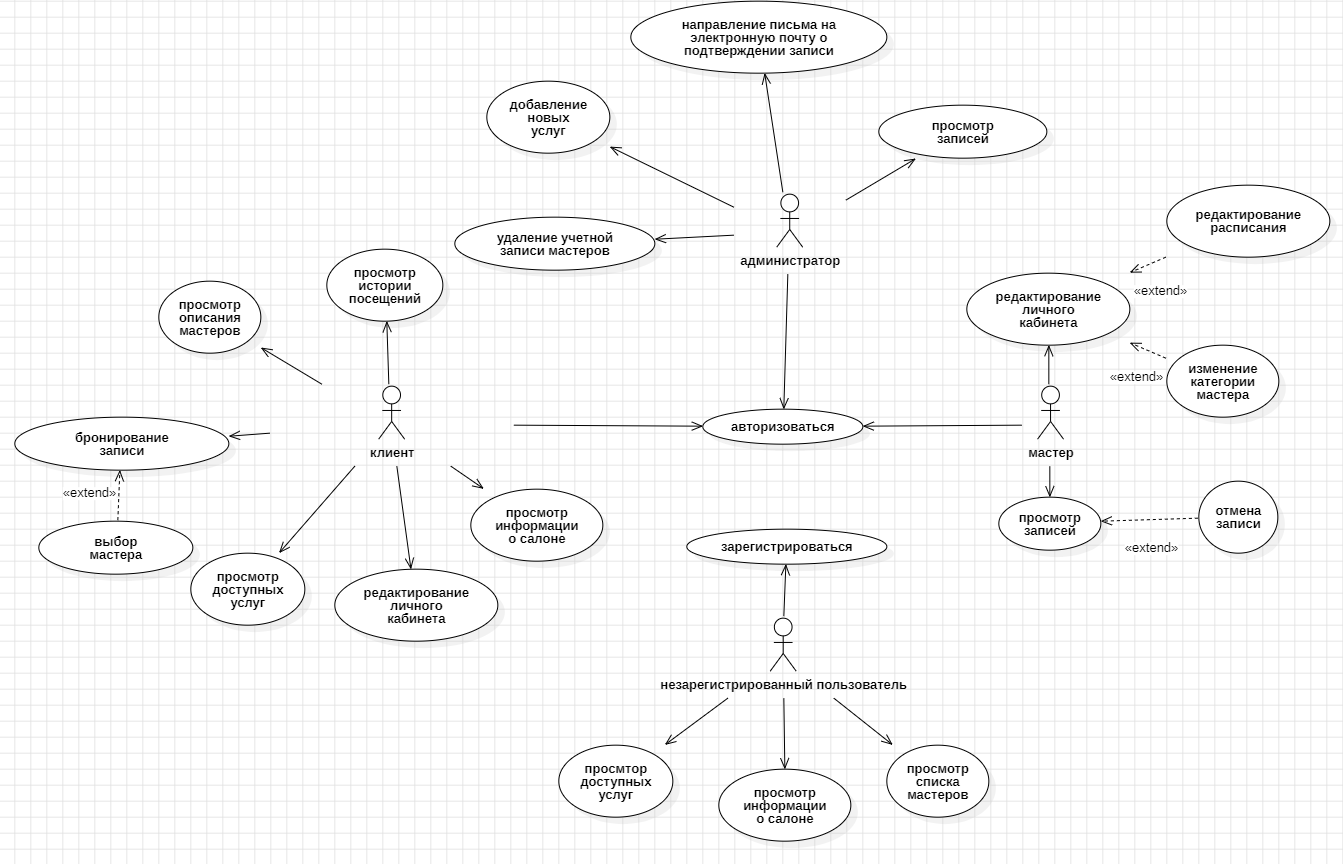 направление письма на
электронную почту о
подтверждении записи
добавление
новых
услуг
просмотр
записей
удаление учетной
записи мастеров
администратор
редактирование
расписания
«extend»
редактирование
личного
кабинета
«extend»
изменение
категории
мастера
просмотр
истории
посещений
просмотр
описания
мастеров
бронирование
записи
клиент
авторизоваться
мастер
«extend»
выбор
мастера
просмотр
информации
о салоне
просмотр
доступных
услуг
редактирование
личного
кабинета
просмотр
записей
отмена
записи
«extend»
зарегистрироваться
незарегистрированный пользователь
просмтор
доступных
услуг
просмотр
информации
о салоне
просмотр
списка
мастеров